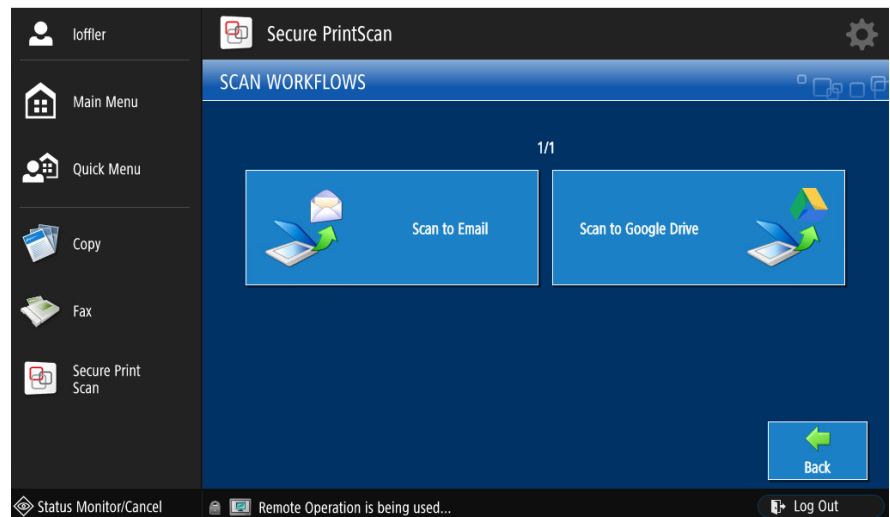 loffler
Secure PrintScan
SCAN WORKFLOWS
Main Menu
1/1
Quick Menu
Scan to Email
Scan to Google Drive
Copy
Fax
Secure Print
Scan
Back
Status Monitor/Cancel
Remote Operation is being used...
Log Out